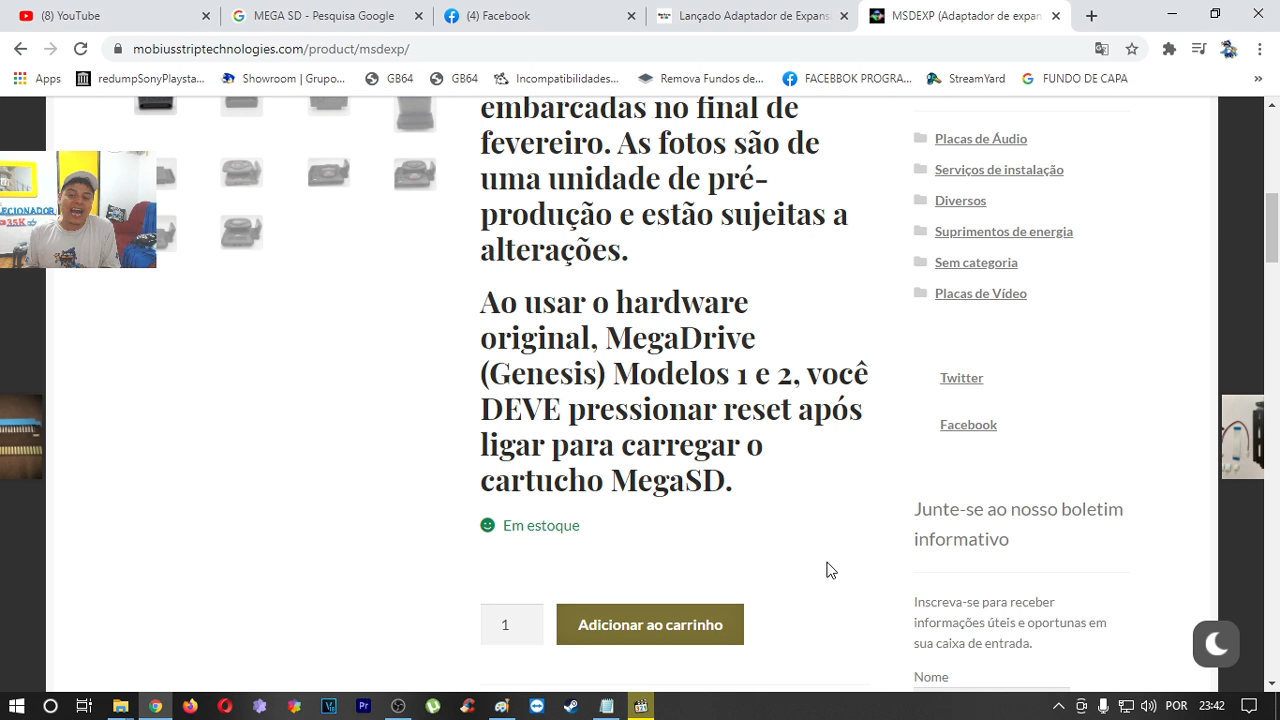 (8) YouTube
MEGA SD - Pesquisa Google
(4) Facebook
Lançado Adaptador de Expans
MSDEXP (Adaptador de expan
mobiusstriptechnologies.com/product/msdexp/
Apps
redumpSonyPlaysta...
Showroom | Grupo...
GB64
GB64
Incompatibilidades...
Remova Fundos de...
FACEBBOK PROGRA...
StreamYard
FUNDO DE CAPA
»
embarcadas no final de
fevereiro. As fotos são de
uma unidade de pré-
produção e estão sujeitas a
alterações.
Ao usar o hardware
original, MegaDrive
(Genesis) Modelos 1 e 2, você
DEVE pressionar reset após
ligar para carregar o
cartucho MegaSD.
Em estoque
1
Adicionar ao carrinho
Placas de Áudio
Serviços de instalação
Diversos
Suprimentos de energia
Sem categoria
Placas de Vídeo
Twitter
Facebook
Junte-se ao nosso boletim
informativo
Inscreva-se para receber
informações úteis e oportunas em
sua caixa de entrada.
Nome
ECIONADOR
35K
POR
23:42